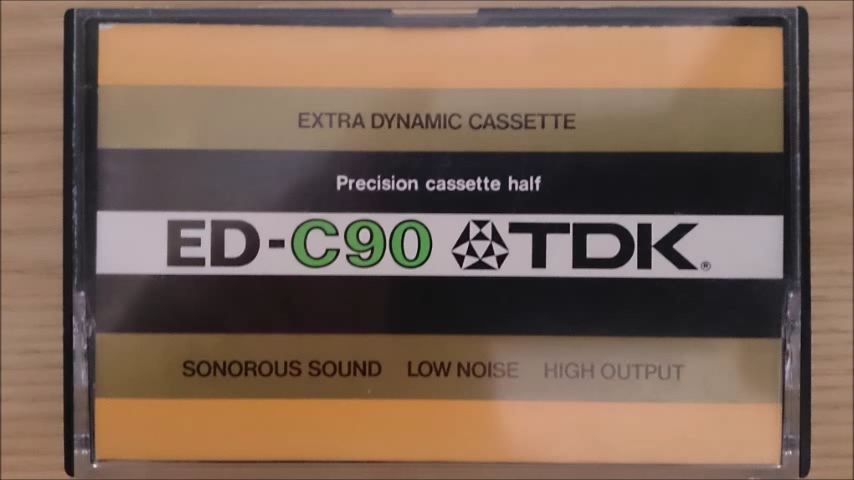 EXTRA DYNAMIC CASSETTE
Precision cassette half
ED-C90 TDK®
SONOROUS SOUND LOW NOISE HIGH OUTPUT